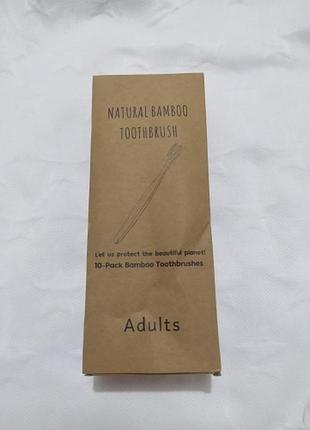 NATURAL BAMBOO
TOOTHBRUSH
Let us protect the beautiful planet!
10-Pack Bamboo Toothbrushes
Adults